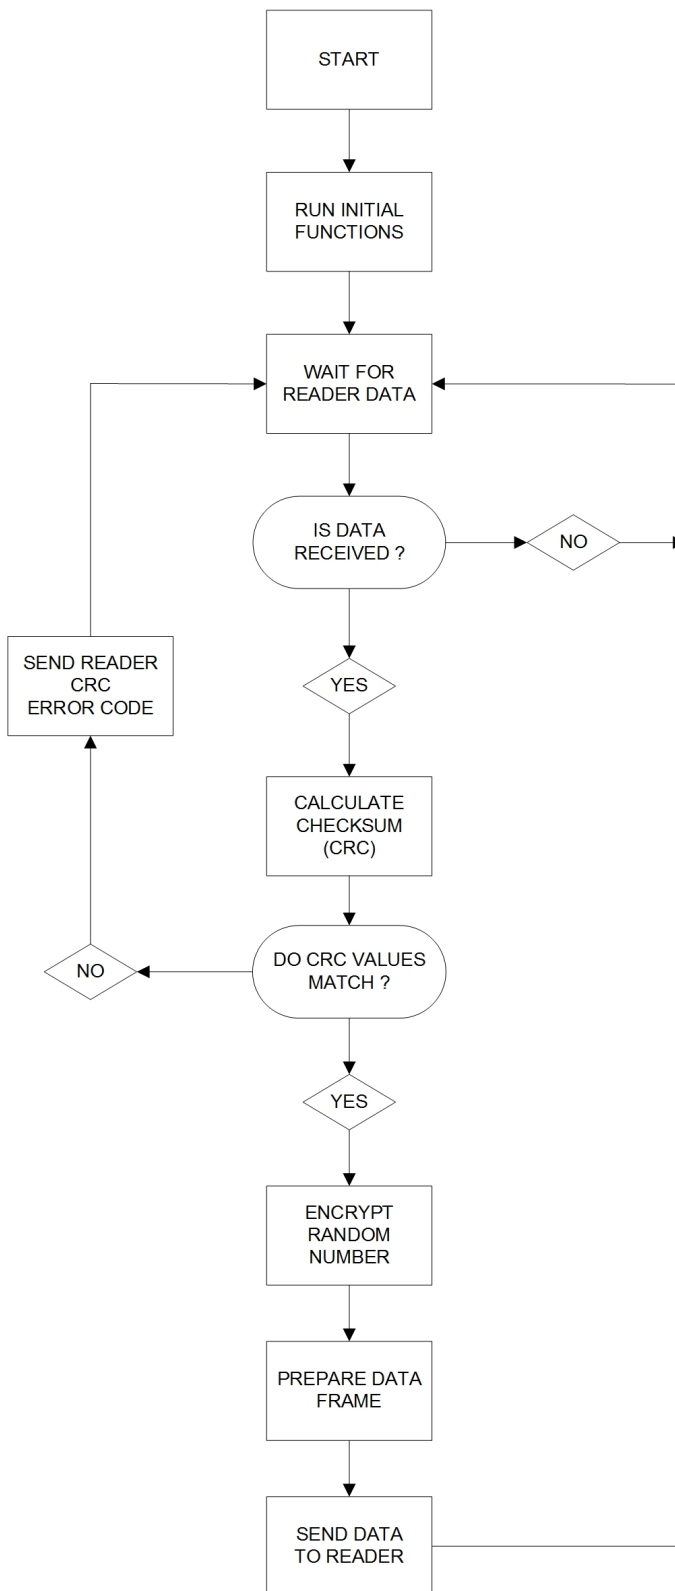 START
RUN INITIAL
FUNCTIONS
WAIT FOR
READER DATA
IS DATA
RECEIVED ?
NO
SEND READER
CRC
ERROR CODE
YES
CALCULATE
CHECKSUM
(CRC)
DO CRC VALUES
MATCH ?
NO
YES
ENCRYPT
RANDOM
NUMBER
PREPARE DATA
FRAME
SEND DATA
TO READER